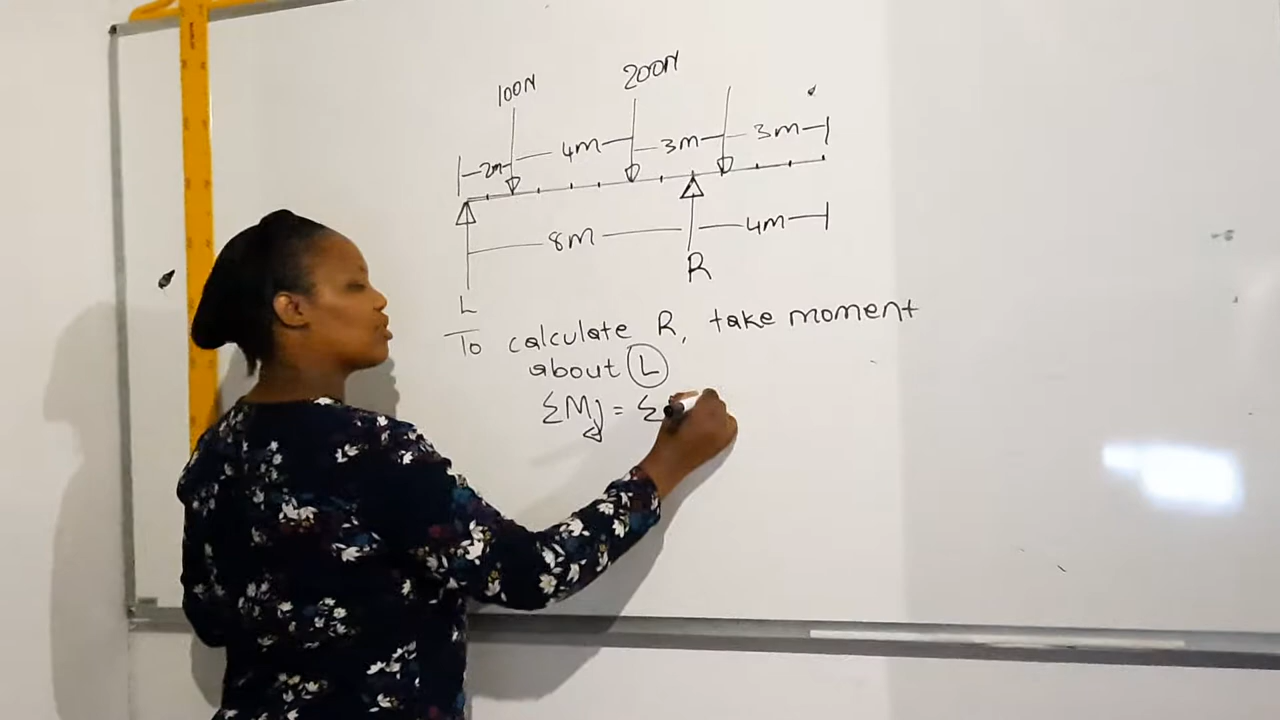 100N
200N
2m
4m
3m
3m
8m
4m
R
L
To calculate R, take moment
about L
ΣM = Σ